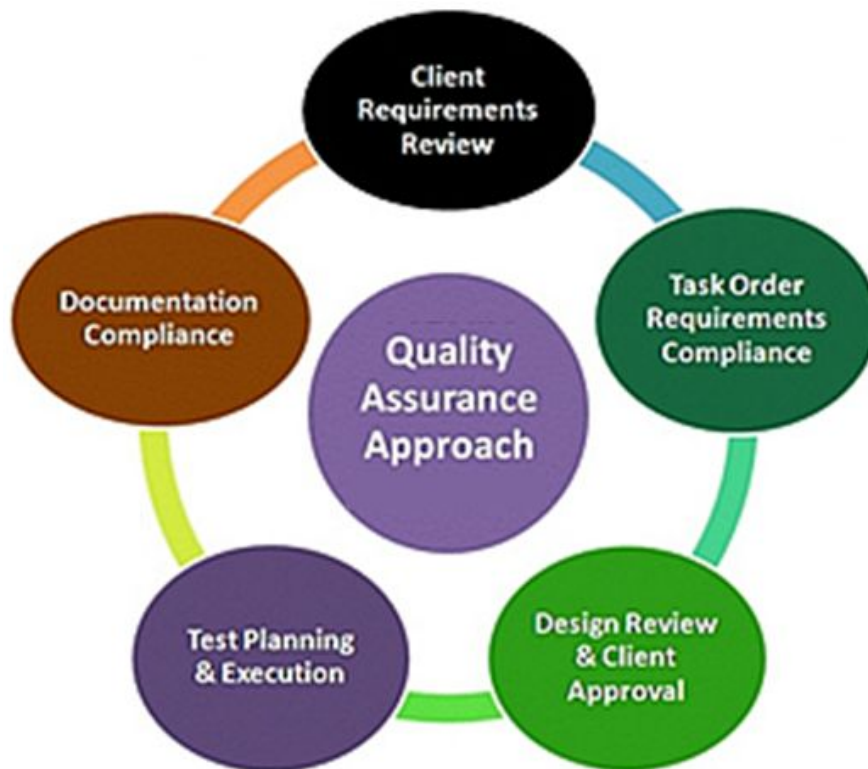 Client
Requirements
Review
Task Order
Requirements
Compliance
Design Review
& Client
Approval
Test Planning
& Execution
Documentation
Compliance
Quality
Assurance
Approach